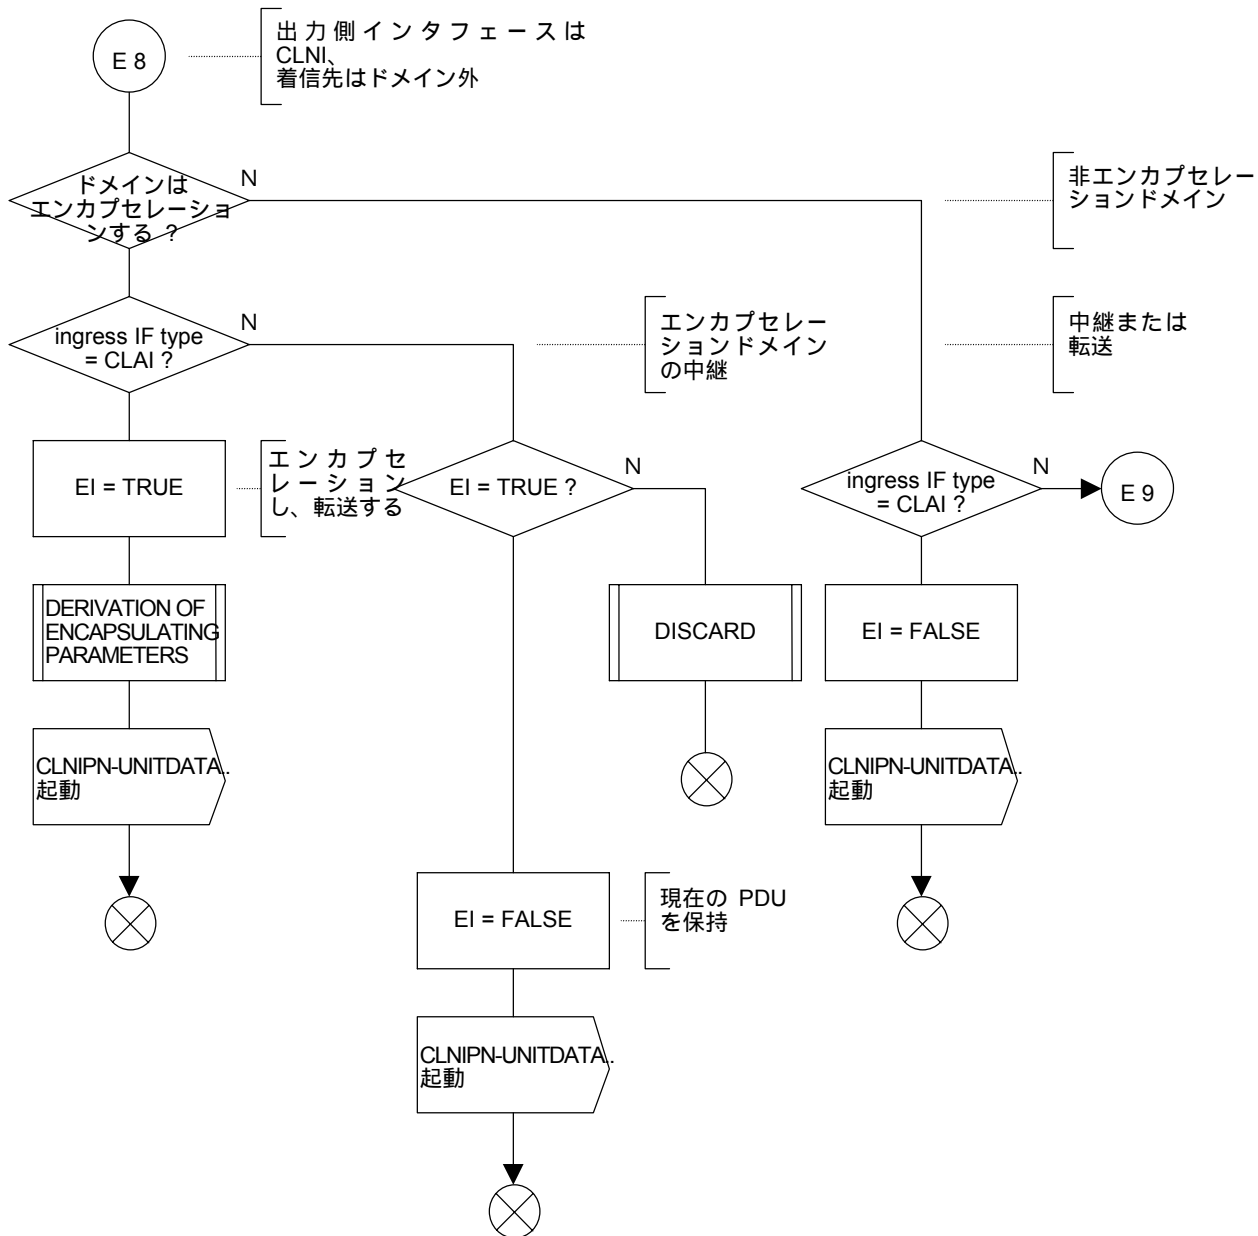 E 8
出力側インタフェースは
CLNI、
着信先はドメイン外
ドメインは
エンカプセレーショ
ンする ?
N
非エンカプセレー
ションドメイン
ingress IF type
= CLAI ?
N
エンカプセレー
ションドメイン
の中継
中継または
転送
EI = TRUE
エンカプセ
レーション
し、転送する
EI = TRUE ?
N
ingress IF type
= CLAI ?
N
E 9
DERIVATION OF
ENCAPSULATING
PARAMETERS
DISCARD
EI = FALSE
CLNIPN-UNITDATA..
起動
CLNIPN-UNITDATA..
起動
EI = FALSE
現在の PDU
を保持
CLNIPN-UNITDATA..
起動